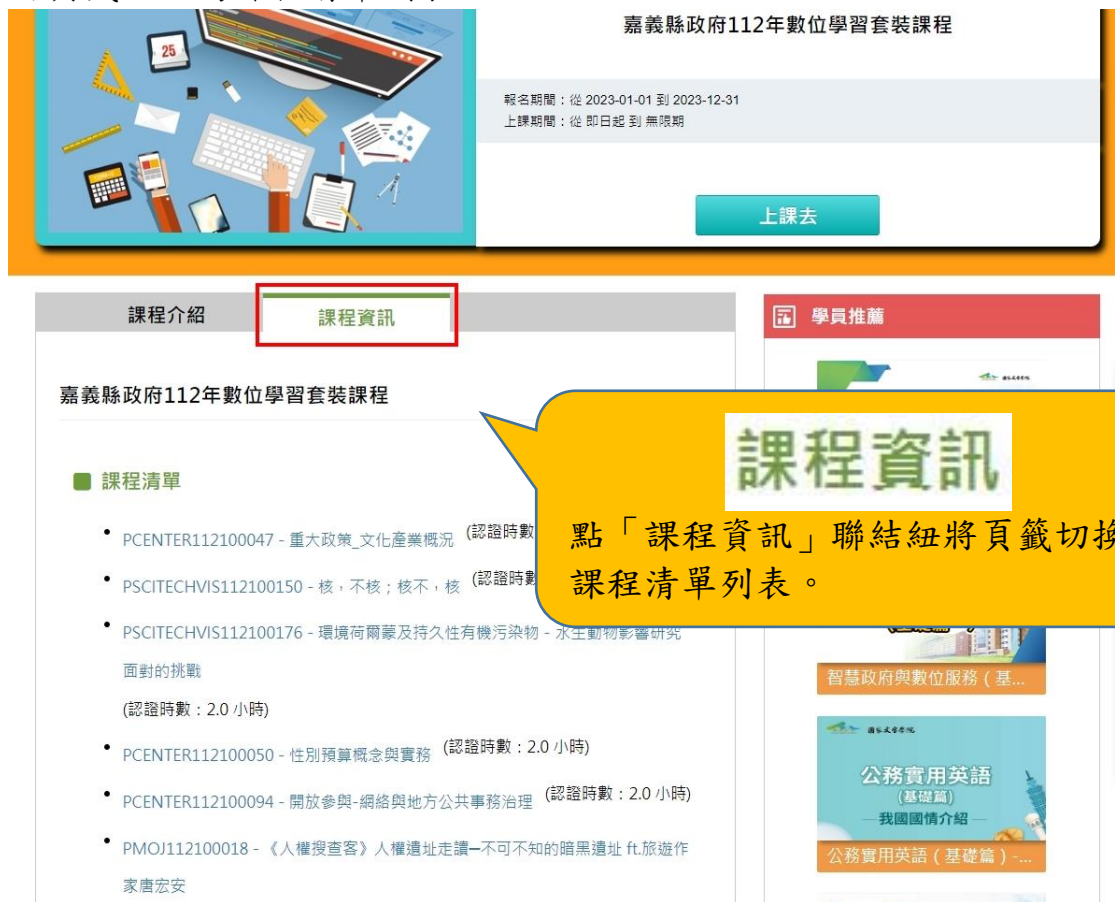 25
嘉義縣政府112年數位學習套裝課程
報名期間：從 2023-01-01 到 2023-12-31
上課期間：從 即日起 到 無限期
上課去
課程介紹
課程資訊
嘉義縣政府112年數位學習套裝課程
課程清單
PCENTER112100047 - 重大政策_文化產業概況 (認證時數
PSCITECHVIS112100150 - 核，不核；核不，核 (認證時數
PSCITECHVIS112100176 - 環境荷爾蒙及持久性有機污染物 - 水生動物影響研究
面對的挑戰
(認證時數：2.0 小時)
PCENTER112100050 - 性別預算概念與實務 (認證時數：2.0 小時)
PCENTER112100094 - 開放參與-網絡與地方公共事務治理 (認證時數：2.0 小時)
PMOJ112100018 - 《人權搜查客》人權遺址走讀─不可不知的暗黑遺址 ft.旅遊作
家唐宏安
學員推薦
課程資訊
點「課程資訊」聯結紐將頁籤切換
課程清單列表。
智慧政府與數位服務（基...
國家文官學院
公務實用英語
(基礎篇)
我國國情介紹
公務實用英語（基礎篇）-...